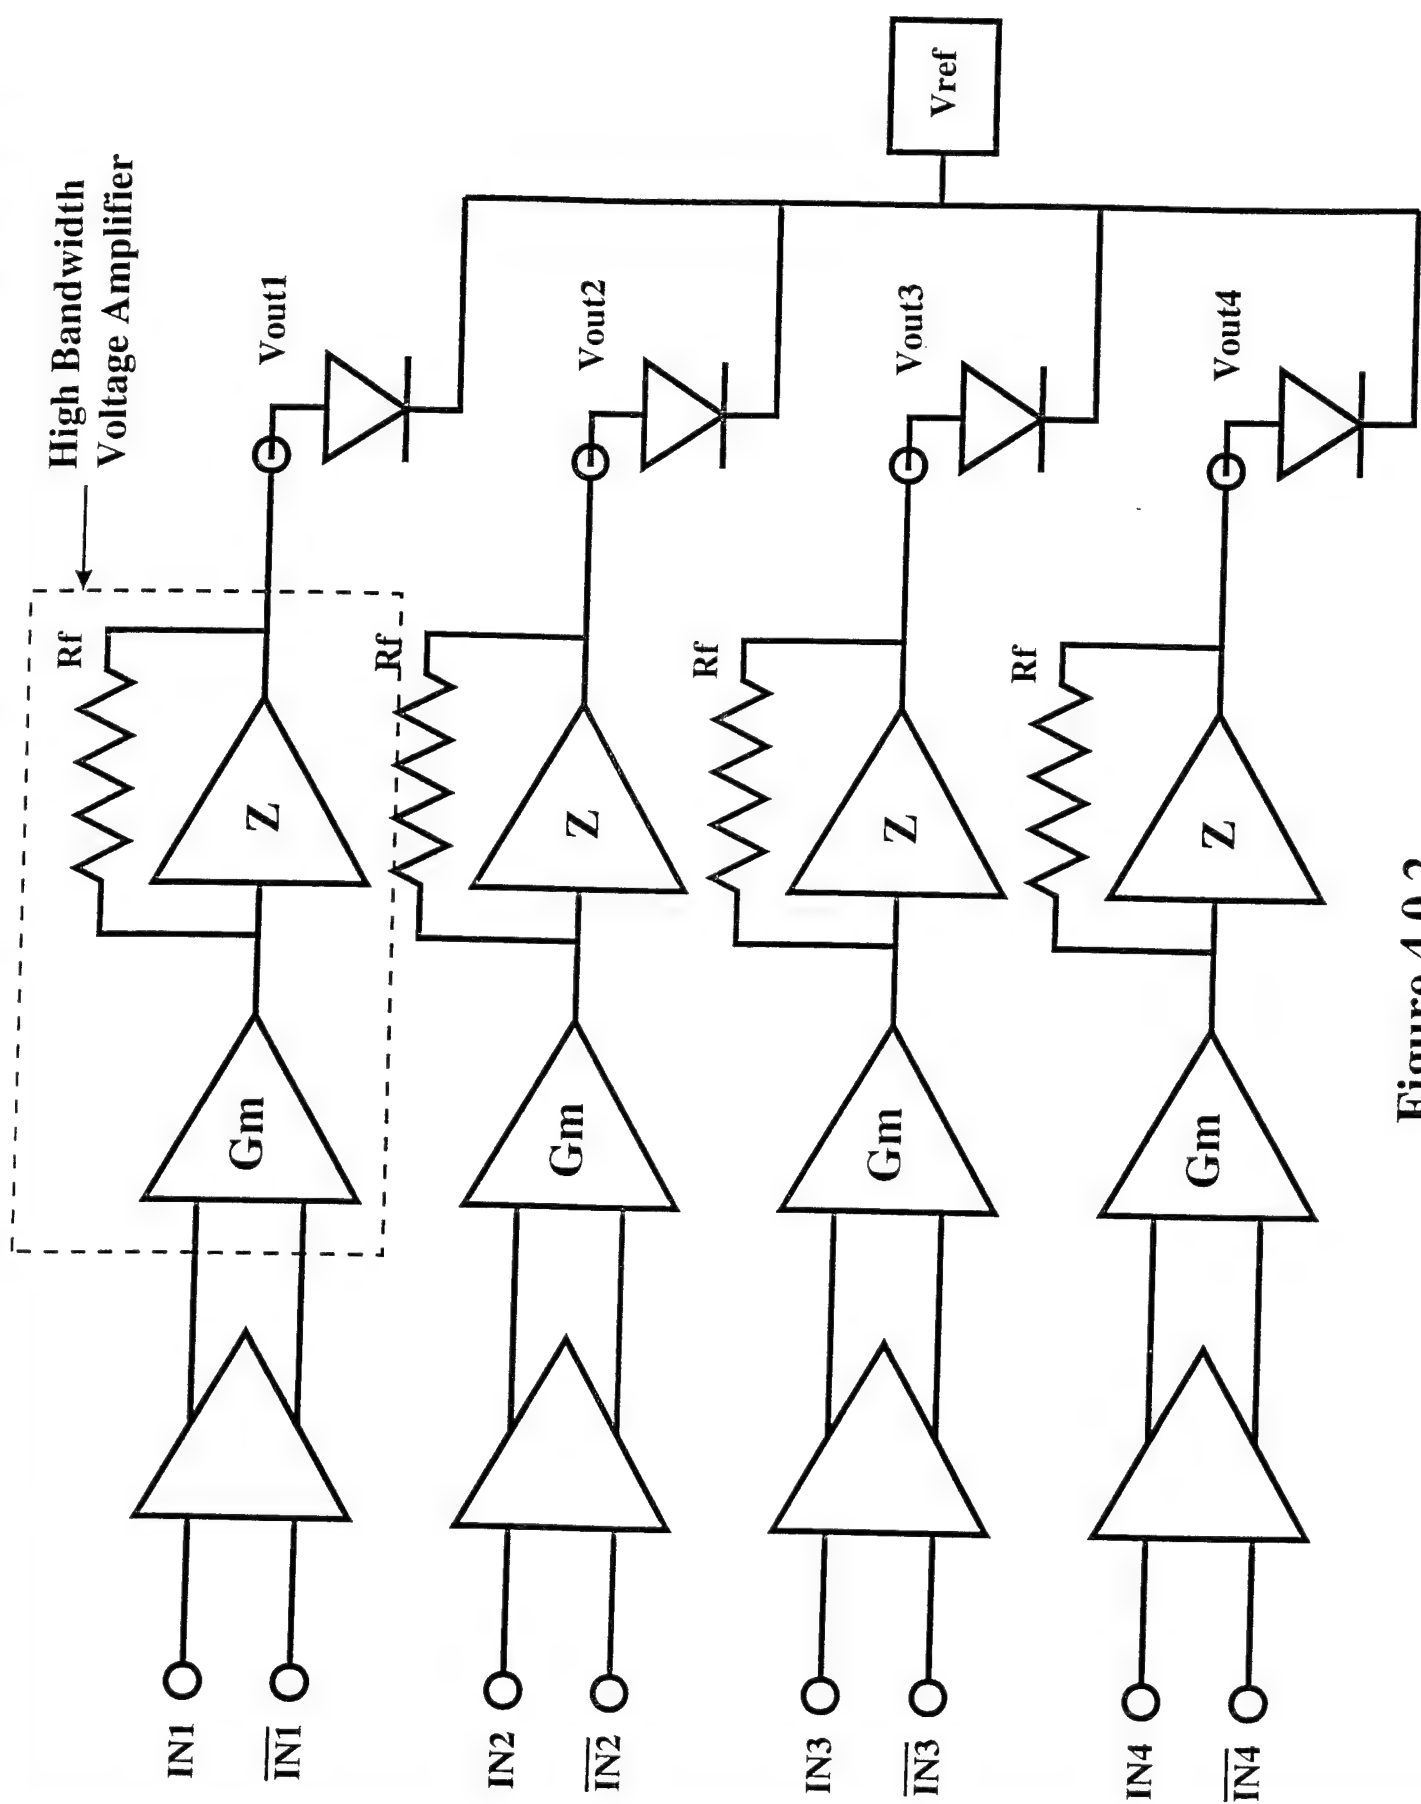 High Bandwidth
Voltage Amplifier
Rf
Gm
Z
Vout1
IN1
IN1
Rf
Gm
Z
Vout2
IN2
IN2
Rf
Gm
Z
Vout3
IN3
IN3
Rf
Gm
Z
Vout4
IN4
IN4
Vref